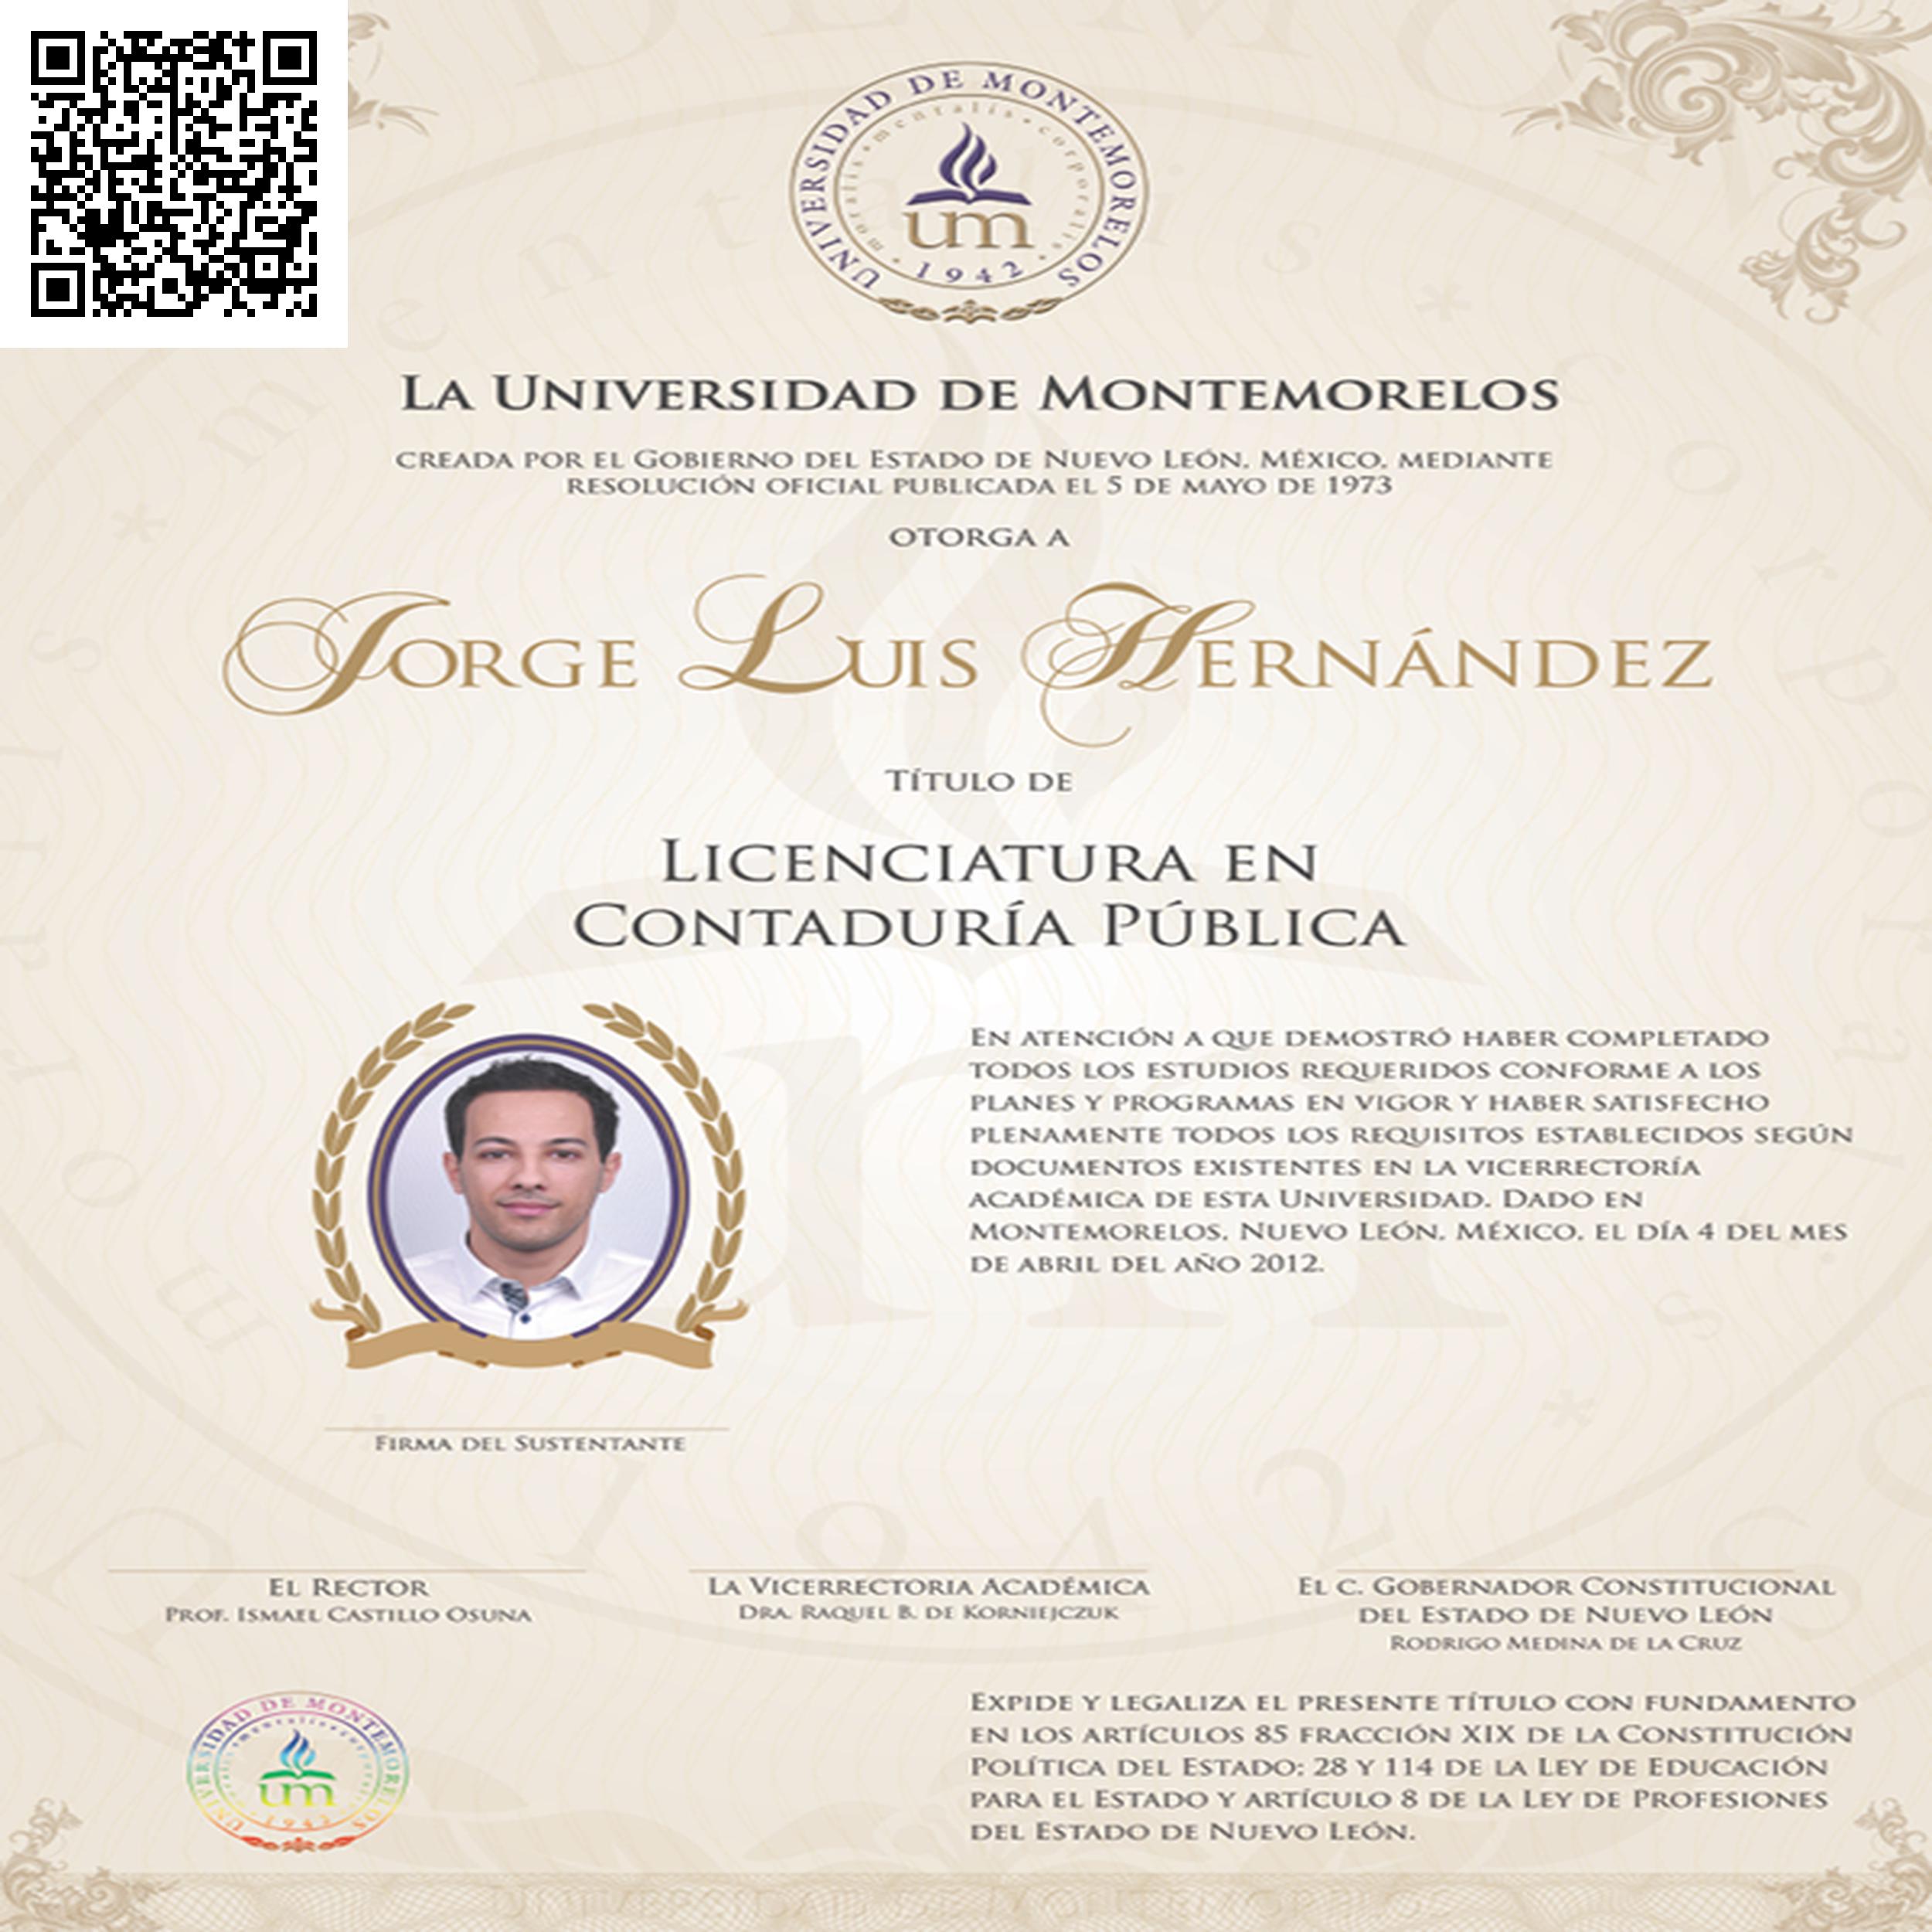 UNIVERSIDAD DE MONTEMORELOS
moralis • mentalis • corporalis
um
• 1942 •
LA UNIVERSIDAD DE MONTEMORELOS
CREADA POR EL GOBIERNO DEL ESTADO DE NUEVO LEÓN, MÉXICO, MEDIANTE
RESOLUCIÓN OFICIAL PUBLICADA EL 5 DE MAYO DE 1973
OTORGA A
JORGE LUIS HERNÁNDEZ
TÍTULO DE
LICENCIATURA EN
CONTADURÍA PÚBLICA
EN ATENCIÓN A QUE DEMOSTRÓ HABER COMPLETADO
TODOS LOS ESTUDIOS REQUERIDOS CONFORME A LOS
PLANES Y PROGRAMAS EN VIGOR Y HABER SATISFECHO
PLENAMENTE TODOS LOS REQUISITOS ESTABLECIDOS SEGÚN
DOCUMENTOS EXISTENTES EN LA VICERRECTORÍA
ACADÉMICA DE ESTA UNIVERSIDAD. DADO EN
MONTEMORELOS, NUEVO LEÓN, MÉXICO, EL DÍA 4 DEL MES
DE ABRIL DEL AÑO 2012.
FIRMA DEL SUSTENTANTE
EL RECTOR
PROF. ISMAEL CASTILLO OSUNA
LA VICERRECTORIA ACADÉMICA
DRA. RAQUEL B. DE KORNIEJCZUK
EL C. GOBERNADOR CONSTITUCIONAL
DEL ESTADO DE NUEVO LEÓN
RODRIGO MEDINA DE LA CRUZ
UNIVERSIDAD DE MONTEMORELOS
um
1942
EXPIDE Y LEGALIZA EL PRESENTE TÍTULO CON FUNDAMENTO
EN LOS ARTÍCULOS 85 FRACCIÓN XIX DE LA CONSTITUCIÓN
POLÍTICA DEL ESTADO; 28 Y 114 DE LA LEY DE EDUCACIÓN
PARA EL ESTADO Y ARTÍCULO 8 DE LA LEY DE PROFESIONES
DEL ESTADO DE NUEVO LEÓN.
UNIVERSIDAD DE MONTEMORELOS